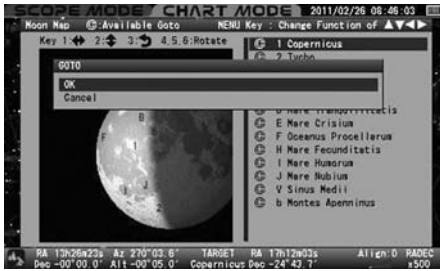 SCOPE MODE / CHART MODE 2011/02/26 08:46:03
Moon Map G:Available Goto MENU Key : Change Function of ▲▼◀▶
Key 1:↔ 2:↕ 3: 4,5,6:Rotate
G 1 Copernicus
G 2 Tycho
GOTO
OK
Cancel
D Mare Tranquillitatis
G E Mare Crisium
G F Oceanus Procellarum
G H Mare Fecunditatis
G I Mare Humorum
G J Mare Nubium
G V Sinus Medii
G b Montes Apenninus
B
F
1
I
J
2
RA 13h26m23s Az 270°03.6' TARGET RA 17h12m03s Align:0 RADEC
Dec -00°00.0' Alt -00°05.0' Copernicus Dec -24°43.7' x500